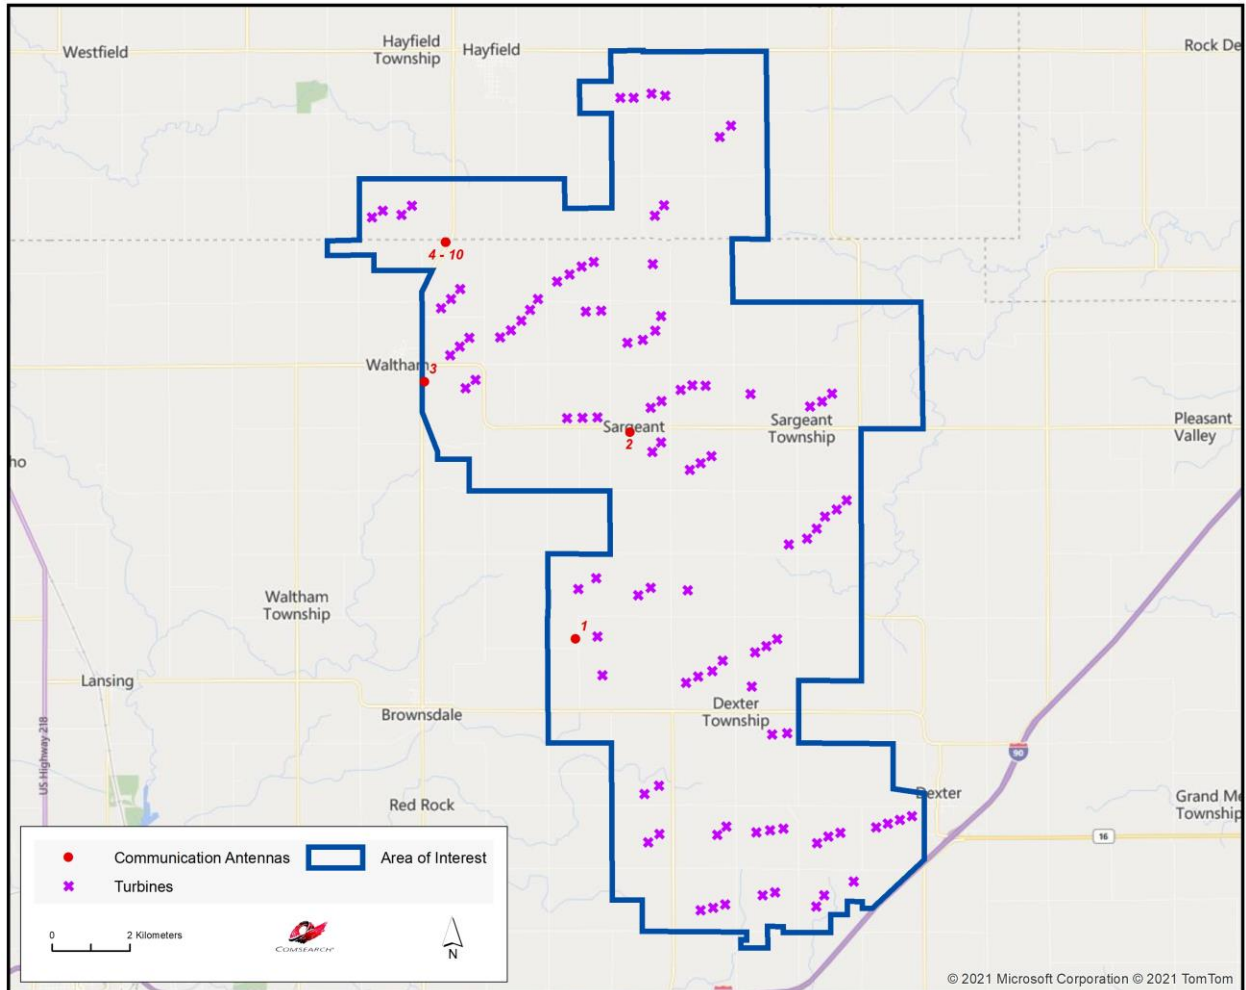 Westfield
Hayfield
Township
Hayfield
Rock De
4 - 10
Waltham
3
Sargeant
2
Sargeant
Township
Pleasant
Valley
ho
Waltham
Township
1
Lansing
Brownsdale
Dexter
Township
US Highway 218
90
Red Rock
Dexter
Grand Me
Township
16
Communication Antennas
Area of Interest
Turbines
0
2 Kilometers
COMSEARCH
N
© 2021 Microsoft Corporation © 2021 TomTom